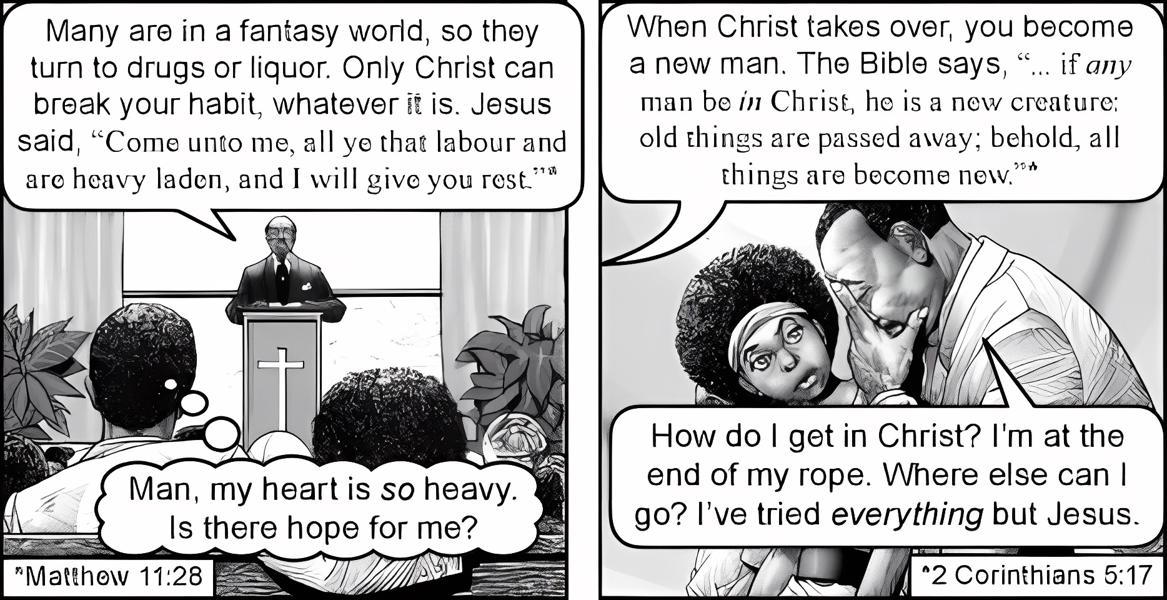 Many are in a fantasy world, so they
turn to drugs or liquor. Only Christ can
break your habit, whatever it is. Jesus
said, “Come unto me, all ye that labour and
are heavy laden, and I will give you rest.”*
Man, my heart is so heavy.
Is there hope for me?
*Matthew 11:28
When Christ takes over, you become
a new man. The Bible says, “... if any
man be in Christ, he is a new creature:
old things are passed away; behold, all
things are become new.”*
How do I get in Christ? I'm at the
end of my rope. Where else can I
go? I've tried everything but Jesus.
*2 Corinthians 5:17